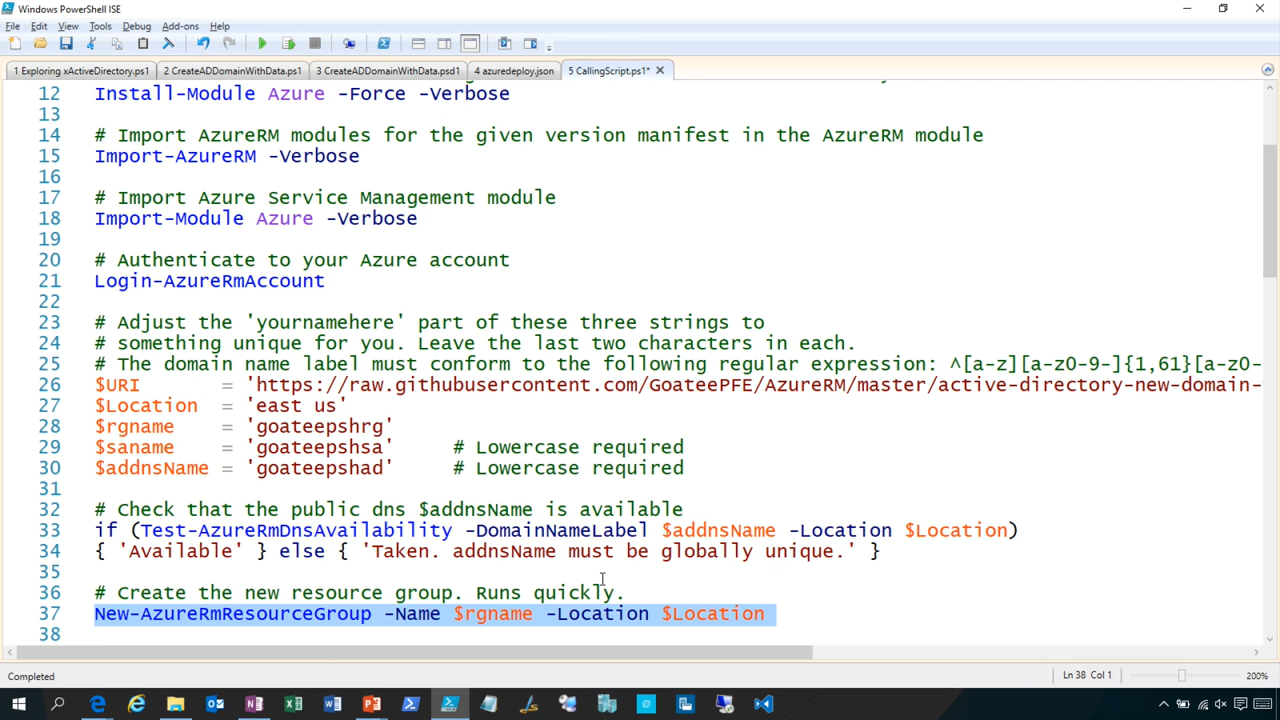 Windows PowerShell ISE
File Edit View Tools Debug Add-ons Help
1 Exploring xActiveDirectory.ps1 2 CreateADDomainWithData.ps1 3 CreateADDomainWithData.psd1 4 azuredeploy.json 5 CallingScript.ps1*
12 Install-Module Azure -Force -Verbose
13
14 # Import AzureRM modules for the given version manifest in the AzureRM module
15 Import-AzureRM -Verbose
16
17 # Import Azure Service Management module
18 Import-Module Azure -Verbose
19
20 # Authenticate to your Azure account
21 Login-AzureRmAccount
22
23 # Adjust the 'yournamehere' part of these three strings to
24 # something unique for you. Leave the last two characters in each.
25 # The domain name label must conform to the following regular expression: ^[a-z][a-z0-9-]{1,61}[a-z0-
26 $URI = 'https://raw.githubusercontent.com/GoateePFE/AzureRM/master/active-directory-new-domain-
27 $Location = 'east us'
28 $rgname = 'goateepshrg'
29 $saname = 'goateepshsa' # Lowercase required
30 $addnsName = 'goateepshad' # Lowercase required
31
32 # Check that the public dns $addnsName is available
33 if (Test-AzureRmDnsAvailability -DomainNameLabel $addnsName -Location $Location)
34 { 'Available' } else { 'Taken. addnsName must be globally unique.' }
35
36 # Create the new resource group. Runs quickly.
37 New-AzureRmResourceGroup -Name $rgname -Location $Location
38
Completed Ln 38 Col 1 200%